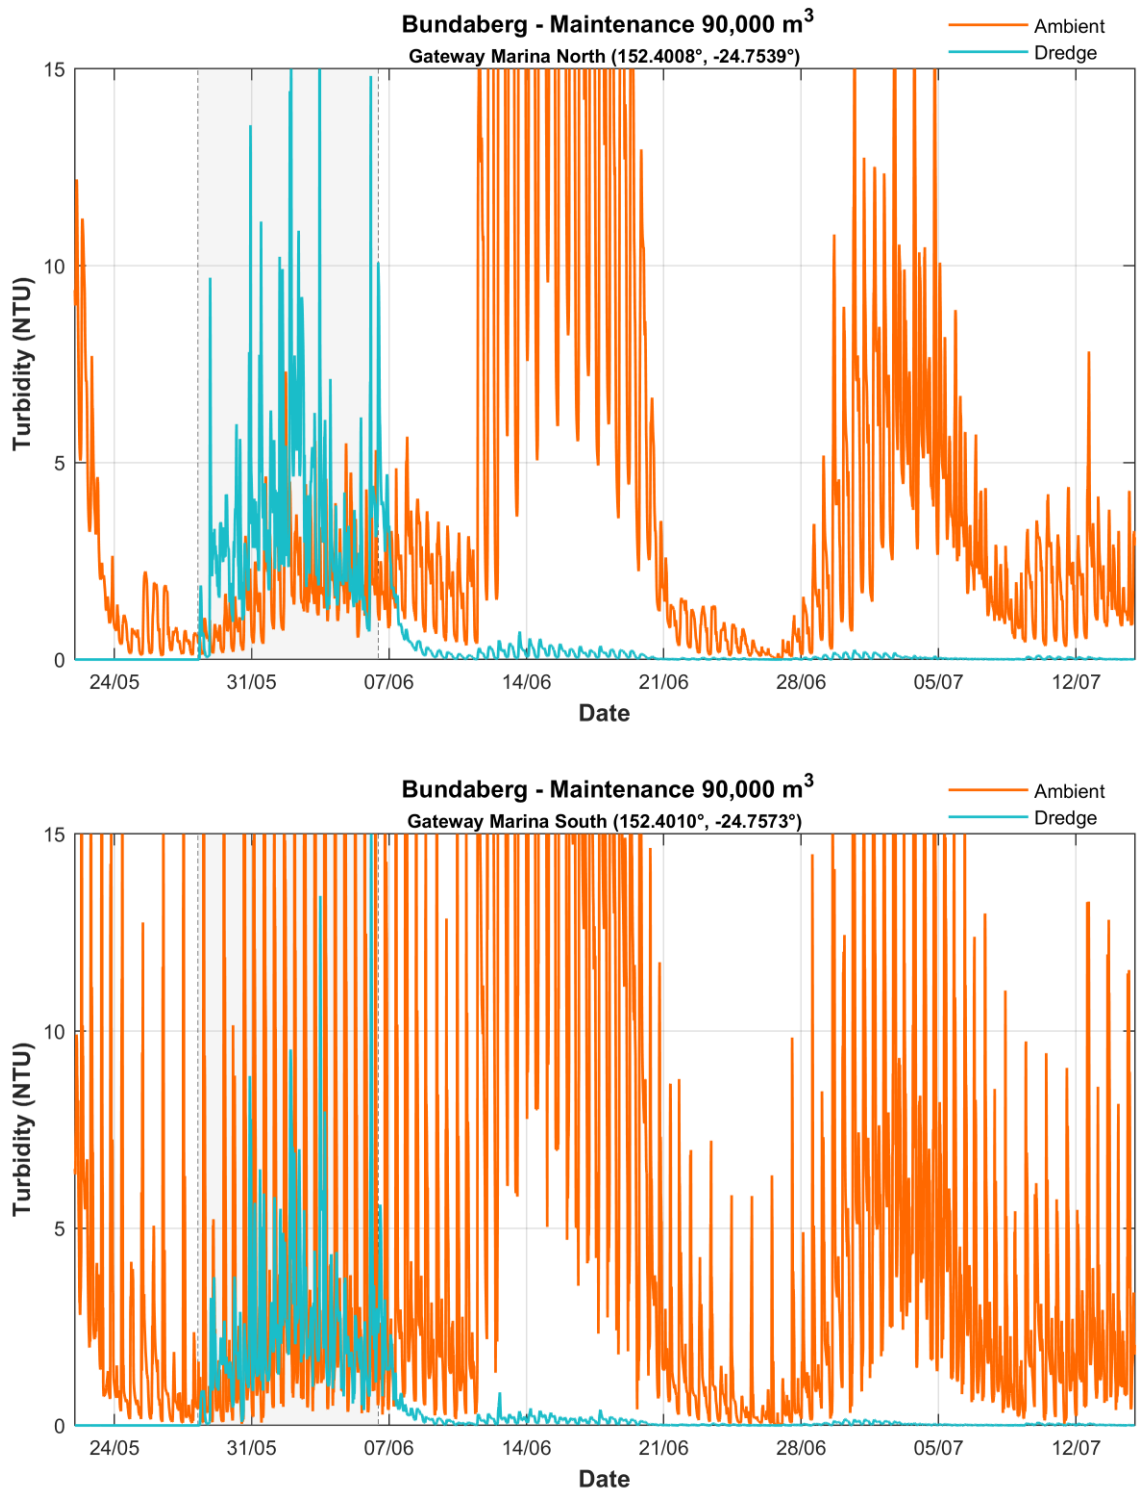 Bundaberg - Maintenance 90,000 m³
Gateway Marina North (152.4008°, -24.7539°)
Ambient
Dredge
15
10
5
0
Turbidity (NTU)
24/05 31/05 07/06 14/06 21/06 28/06 05/07 12/07
Date
Bundaberg - Maintenance 90,000 m³
Gateway Marina South (152.4010°, -24.7573°)
Ambient
Dredge
15
10
5
0
Turbidity (NTU)
24/05 31/05 07/06 14/06 21/06 28/06 05/07 12/07
Date